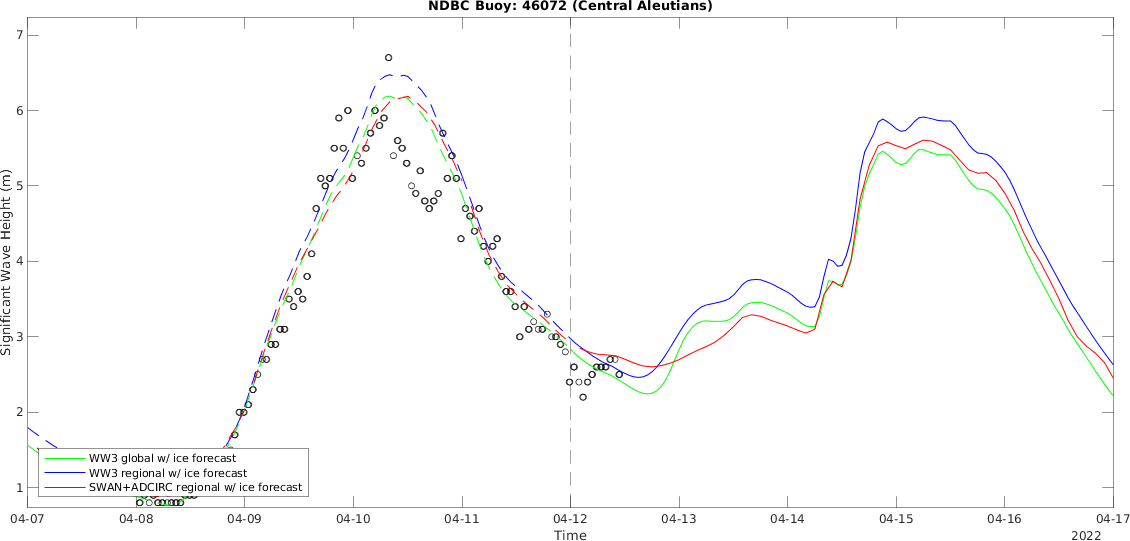 NDBC Buoy: 46072 (Central Aleutians)
7
6
5
4
3
2
1
Significant Wave Height (m)
WW3 global w/ ice forecast
WW3 regional w/ ice forecast
SWAN+ADCIRC regional w/ ice forecast
04-07 04-08 04-09 04-10 04-11 04-12 04-13 04-14 04-15 04-16 04-17
Time
2022